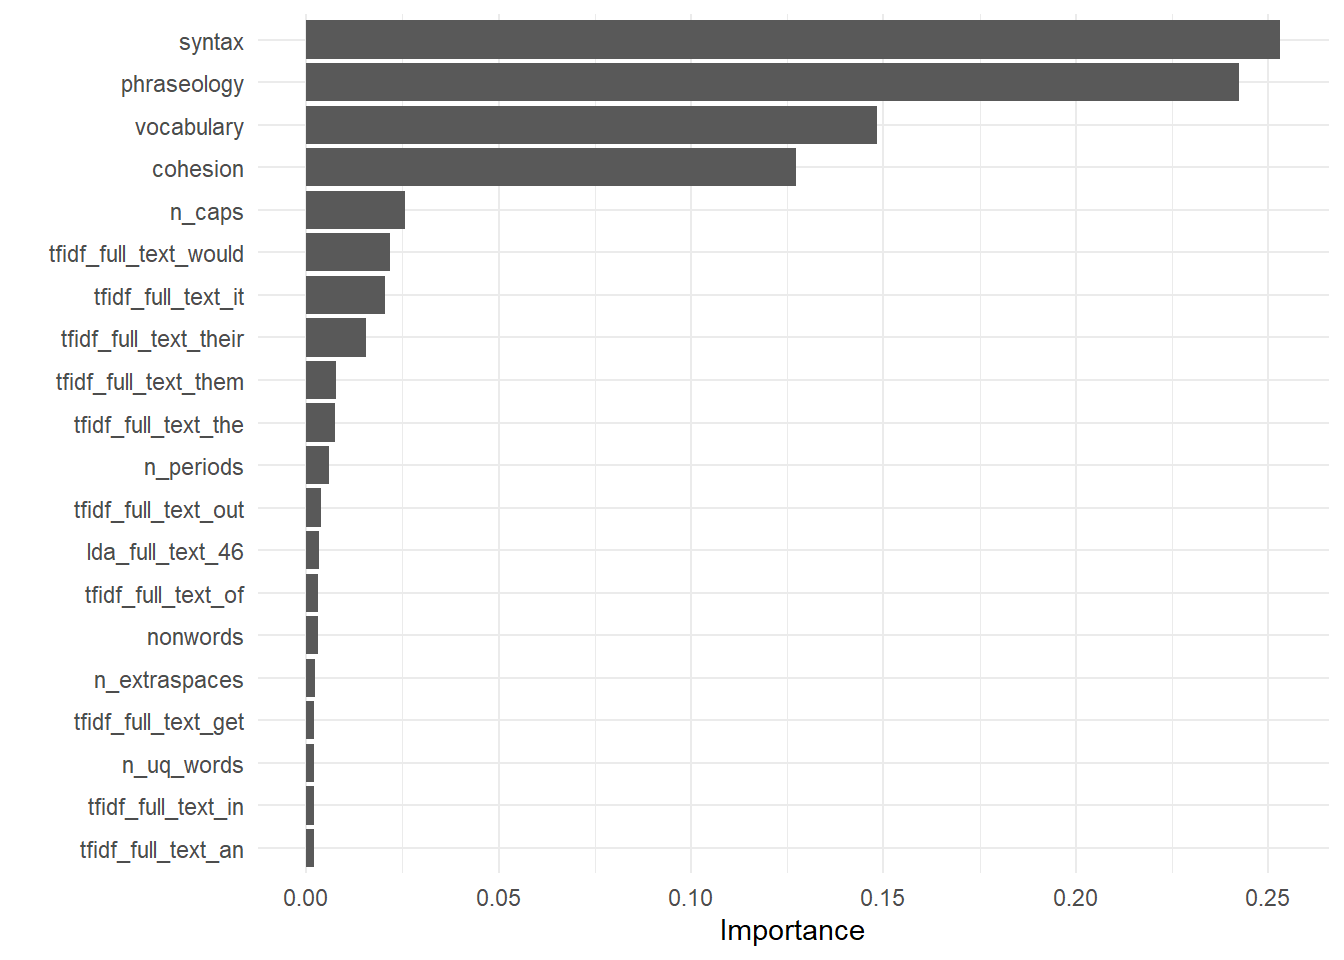 syntax
phraseology
vocabulary
cohesion
n_caps
tfidf_full_text_would
tfidf_full_text_it
tfidf_full_text_their
tfidf_full_text_them
tfidf_full_text_the
n_periods
tfidf_full_text_out
lda_full_text_46
tfidf_full_text_of
nonwords
n_extraspaces
tfidf_full_text_get
n_uq_words
tfidf_full_text_in
tfidf_full_text_an
0.00 0.05 0.10 0.15 0.20 0.25
Importance